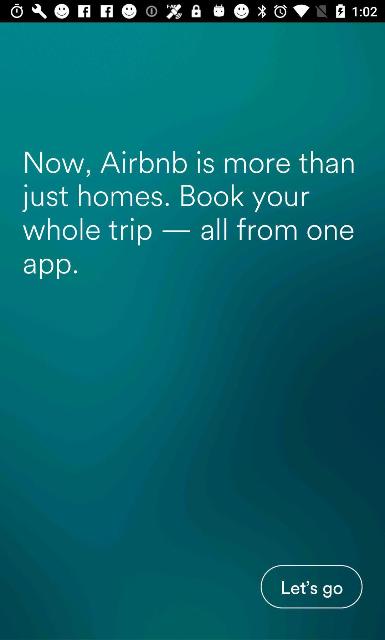 1:02
Now, Airbnb is more than
just homes. Book your
whole trip — all from one
app.
Let's go